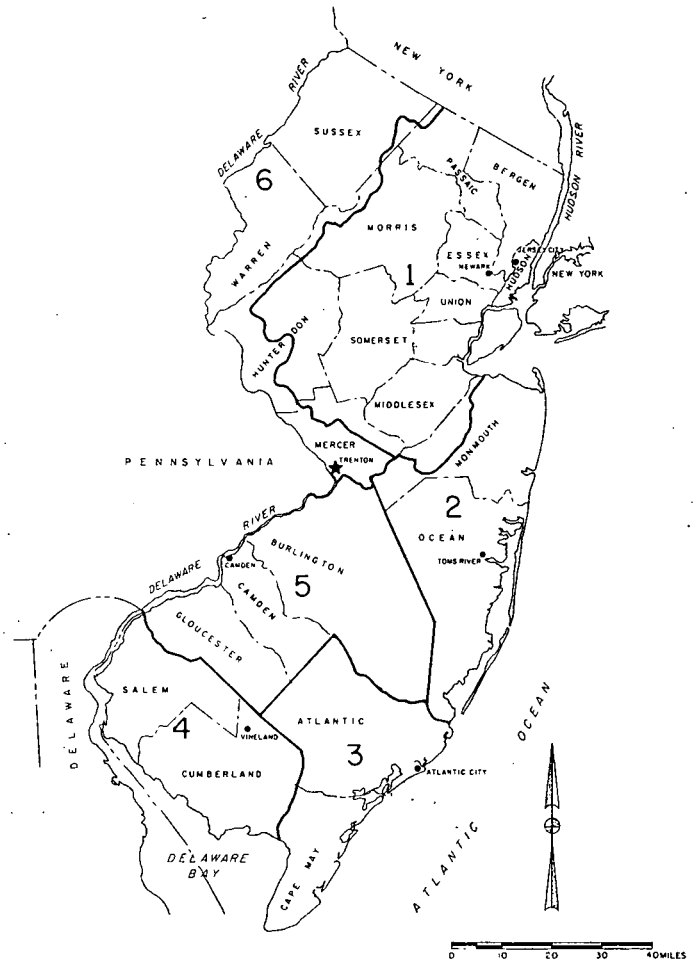 NEW YORK
DELAWARE RIVER
SUSSEX
HUDSON RIVER
PASSAIC
BERGEN
6
MORRIS
WARREN
ESSEX
JERSEY CITY
NEWARK
HUDSON
NEW YORK
1
UNION
HUNTERDON
SOMERSET
MIDDLESEX
MERCER
TRENTON
MONMOUTH
PENNSYLVANIA
2
OCEAN
TOMS RIVER
DELAWARE RIVER
BURLINGTON
CAMDEN
5
CAMDEN
GLOUCESTER
SALEM
DELAWARE
4
VINELAND
CUMBERLAND
ATLANTIC
3
ATLANTIC CITY
ATLANTIC OCEAN
DELAWARE
BAY
CAPE MAY
0 10 20 30 40 MILES